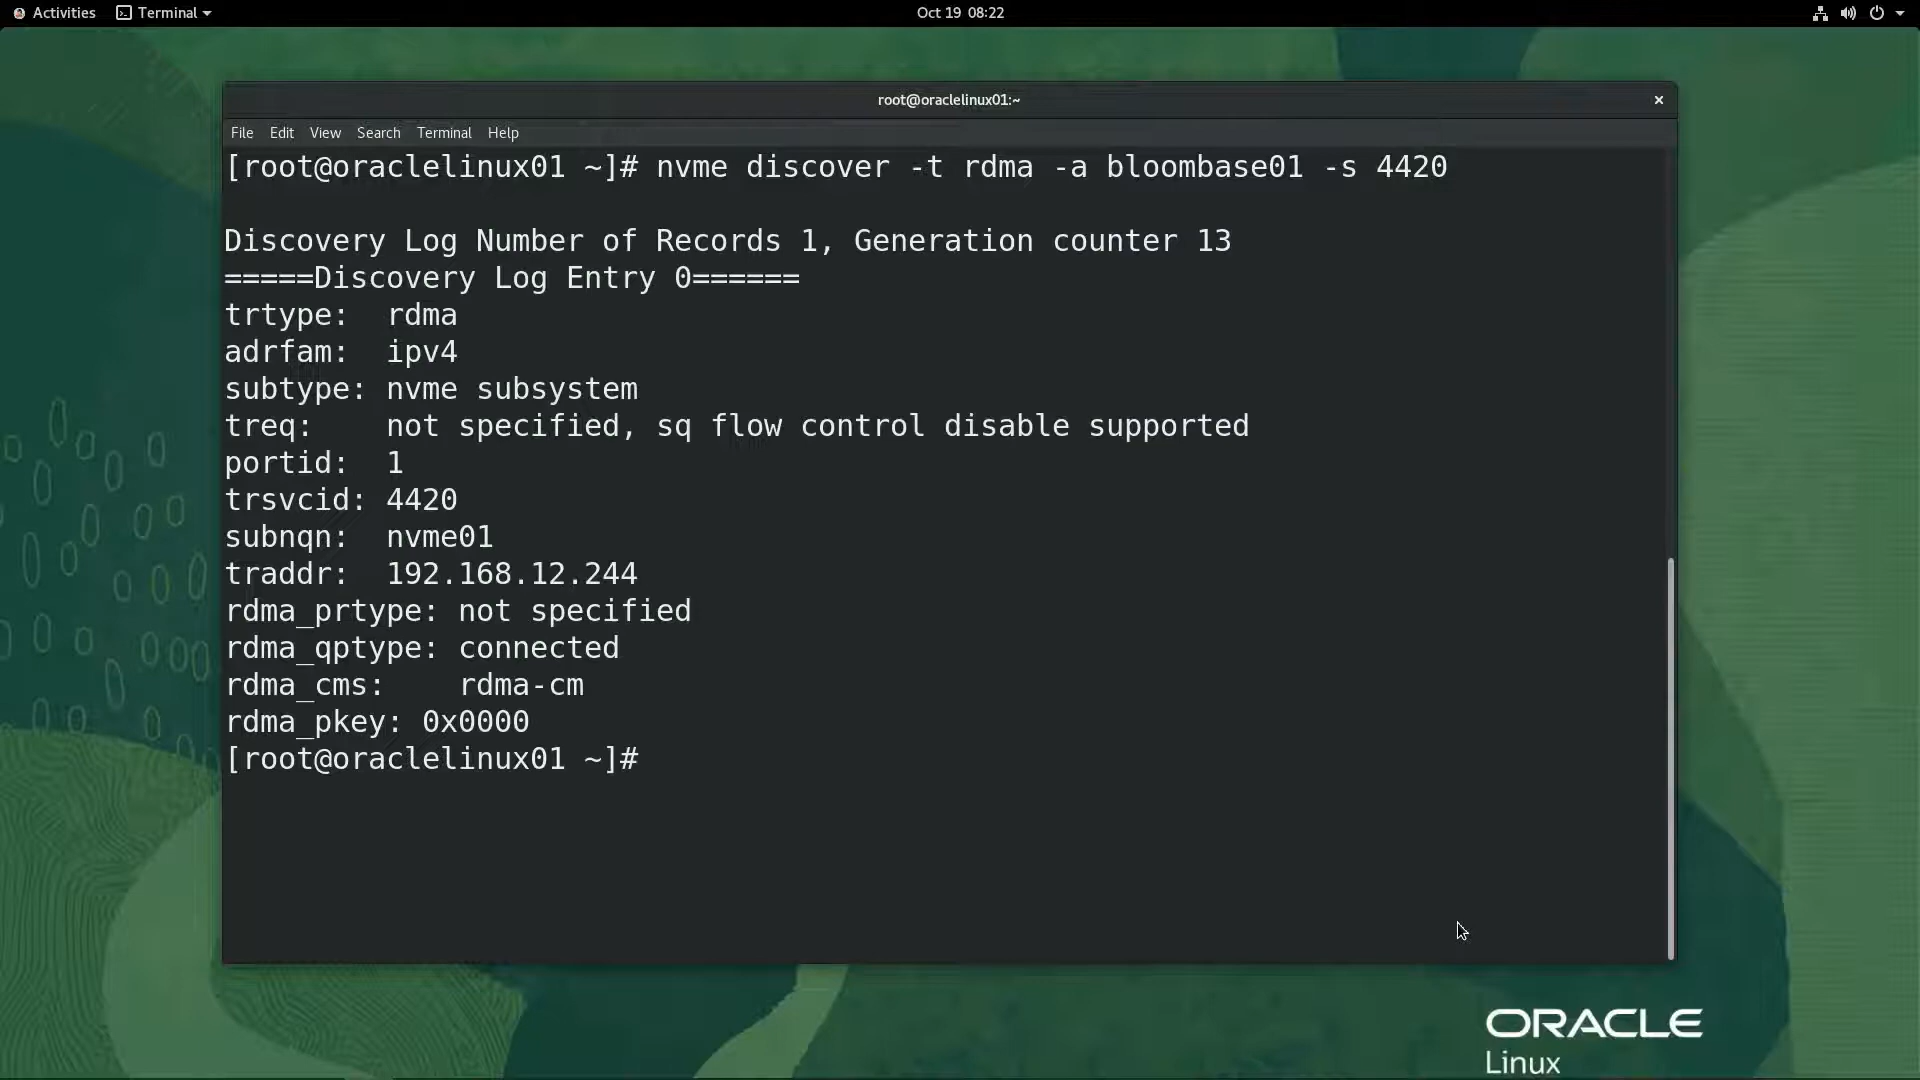 Activities Terminal Oct 19 08:22
root@oraclelinux01:~
File Edit View Search Terminal Help
[root@oraclelinux01 ~]# nvme discover -t rdma -a bloombase01 -s 4420
Discovery Log Number of Records 1, Generation counter 13
=====Discovery Log Entry 0======
trtype:  rdma
adrfam:  ipv4
subtype: nvme subsystem
treq:    not specified, sq flow control disable supported
portid:  1
trsvcid: 4420
subnqn:  nvme01
traddr:  192.168.12.244
rdma_prtype: not specified
rdma_qptype: connected
rdma_cms:    rdma-cm
rdma_pkey: 0x0000
[root@oraclelinux01 ~]#
ORACLE
Linux